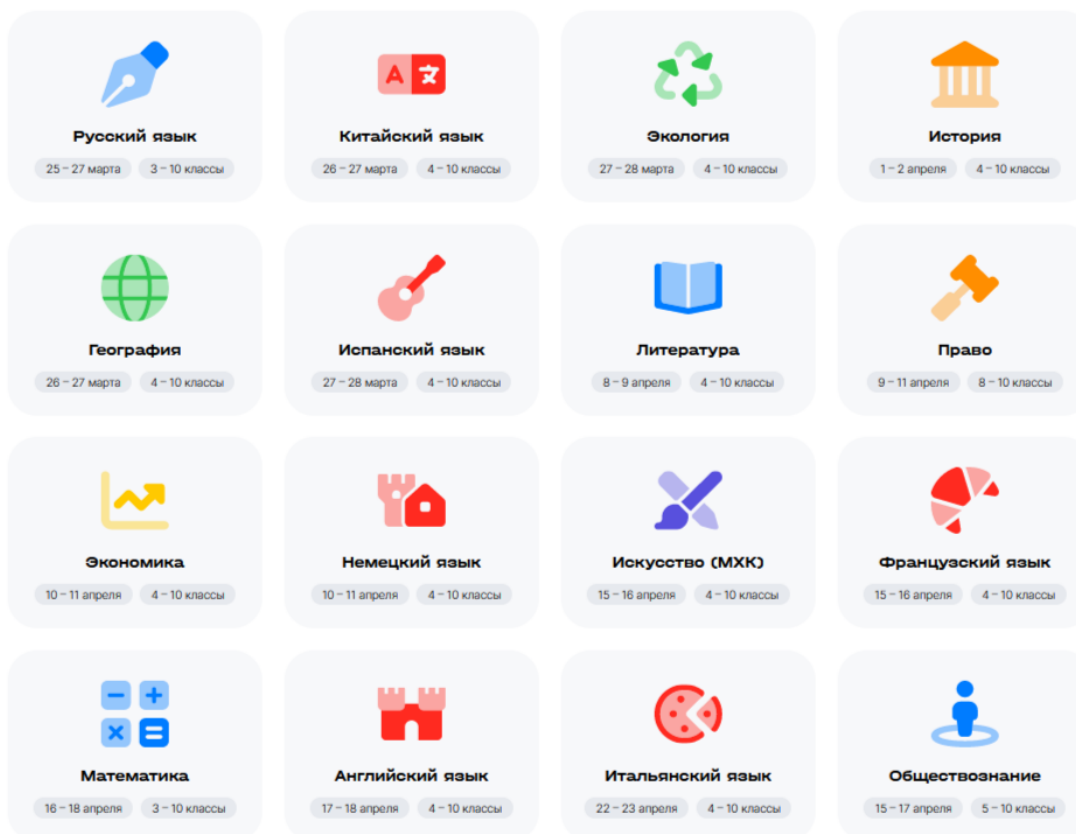 Русский язык
25 – 27 марта 3 – 10 классы
Китайский язык
26 – 27 марта 4 – 10 классы
Экология
27 – 28 марта 4 – 10 классы
История
1 – 2 апреля 4 – 10 классы
География
26 – 27 марта 4 – 10 классы
Испанский язык
27 – 28 марта 4 – 10 классы
Литература
8 – 9 апреля 4 – 10 классы
Право
9 – 11 апреля 8 – 10 классы
Экономика
10 – 11 апреля 4 – 10 классы
Немецкий язык
10 – 11 апреля 4 – 10 классы
Искусство (МХК)
15 – 16 апреля 4 – 10 классы
Французский язык
15 – 16 апреля 4 – 10 классы
Математика
16 – 18 апреля 3 – 10 классы
Английский язык
17 – 18 апреля 4 – 10 классы
Итальянский язык
22 – 23 апреля 4 – 10 классы
Обществознание
15 – 17 апреля 5 – 10 классы